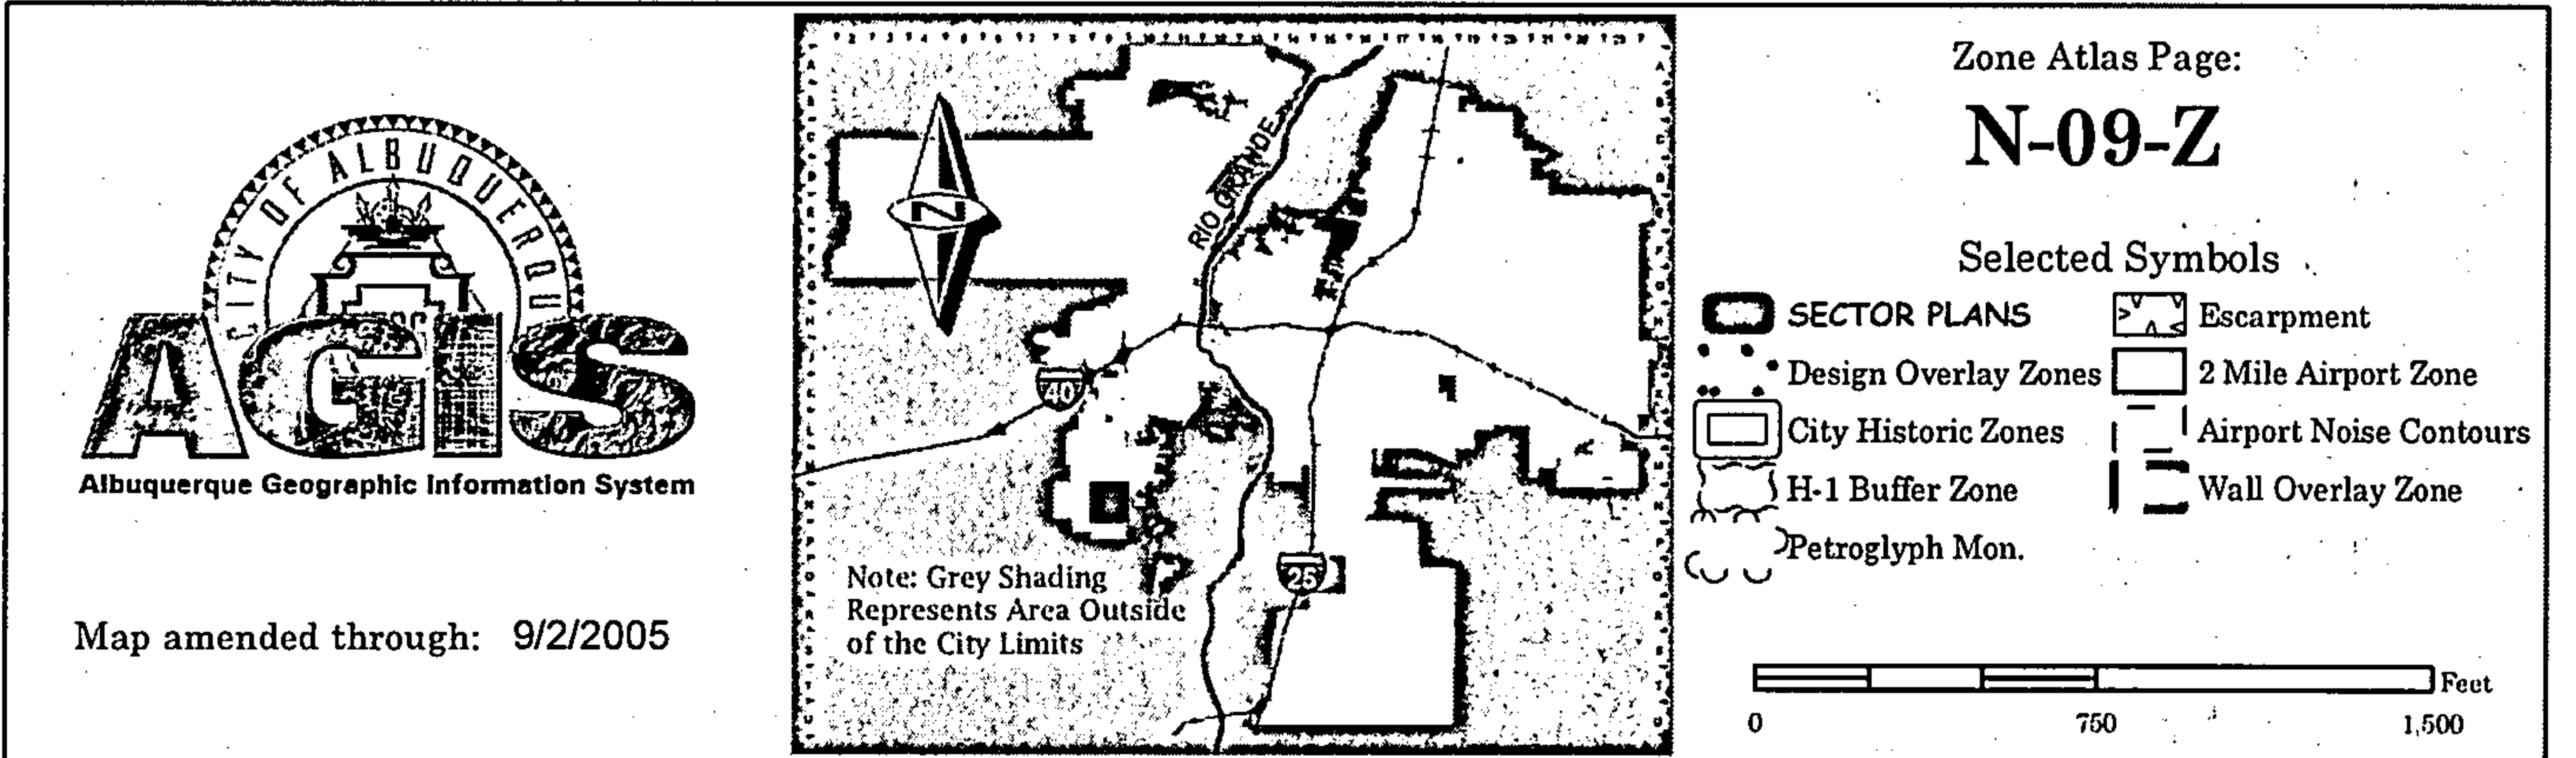 CITY OF ALBUQUERQUE
AGIS
Albuquerque Geographic Information System
Map amended through: 9/2/2005
N
RIO GRANDE
40
25
Note: Grey Shading
Represents Area Outside
of the City Limits
Zone Atlas Page:
N-09-Z
Selected Symbols
SECTOR PLANS
Escarpment
Design Overlay Zones
2 Mile Airport Zone
City Historic Zones
Airport Noise Contours
H-1 Buffer Zone
Wall Overlay Zone
Petroglyph Mon.
Feet
0 750 1,500